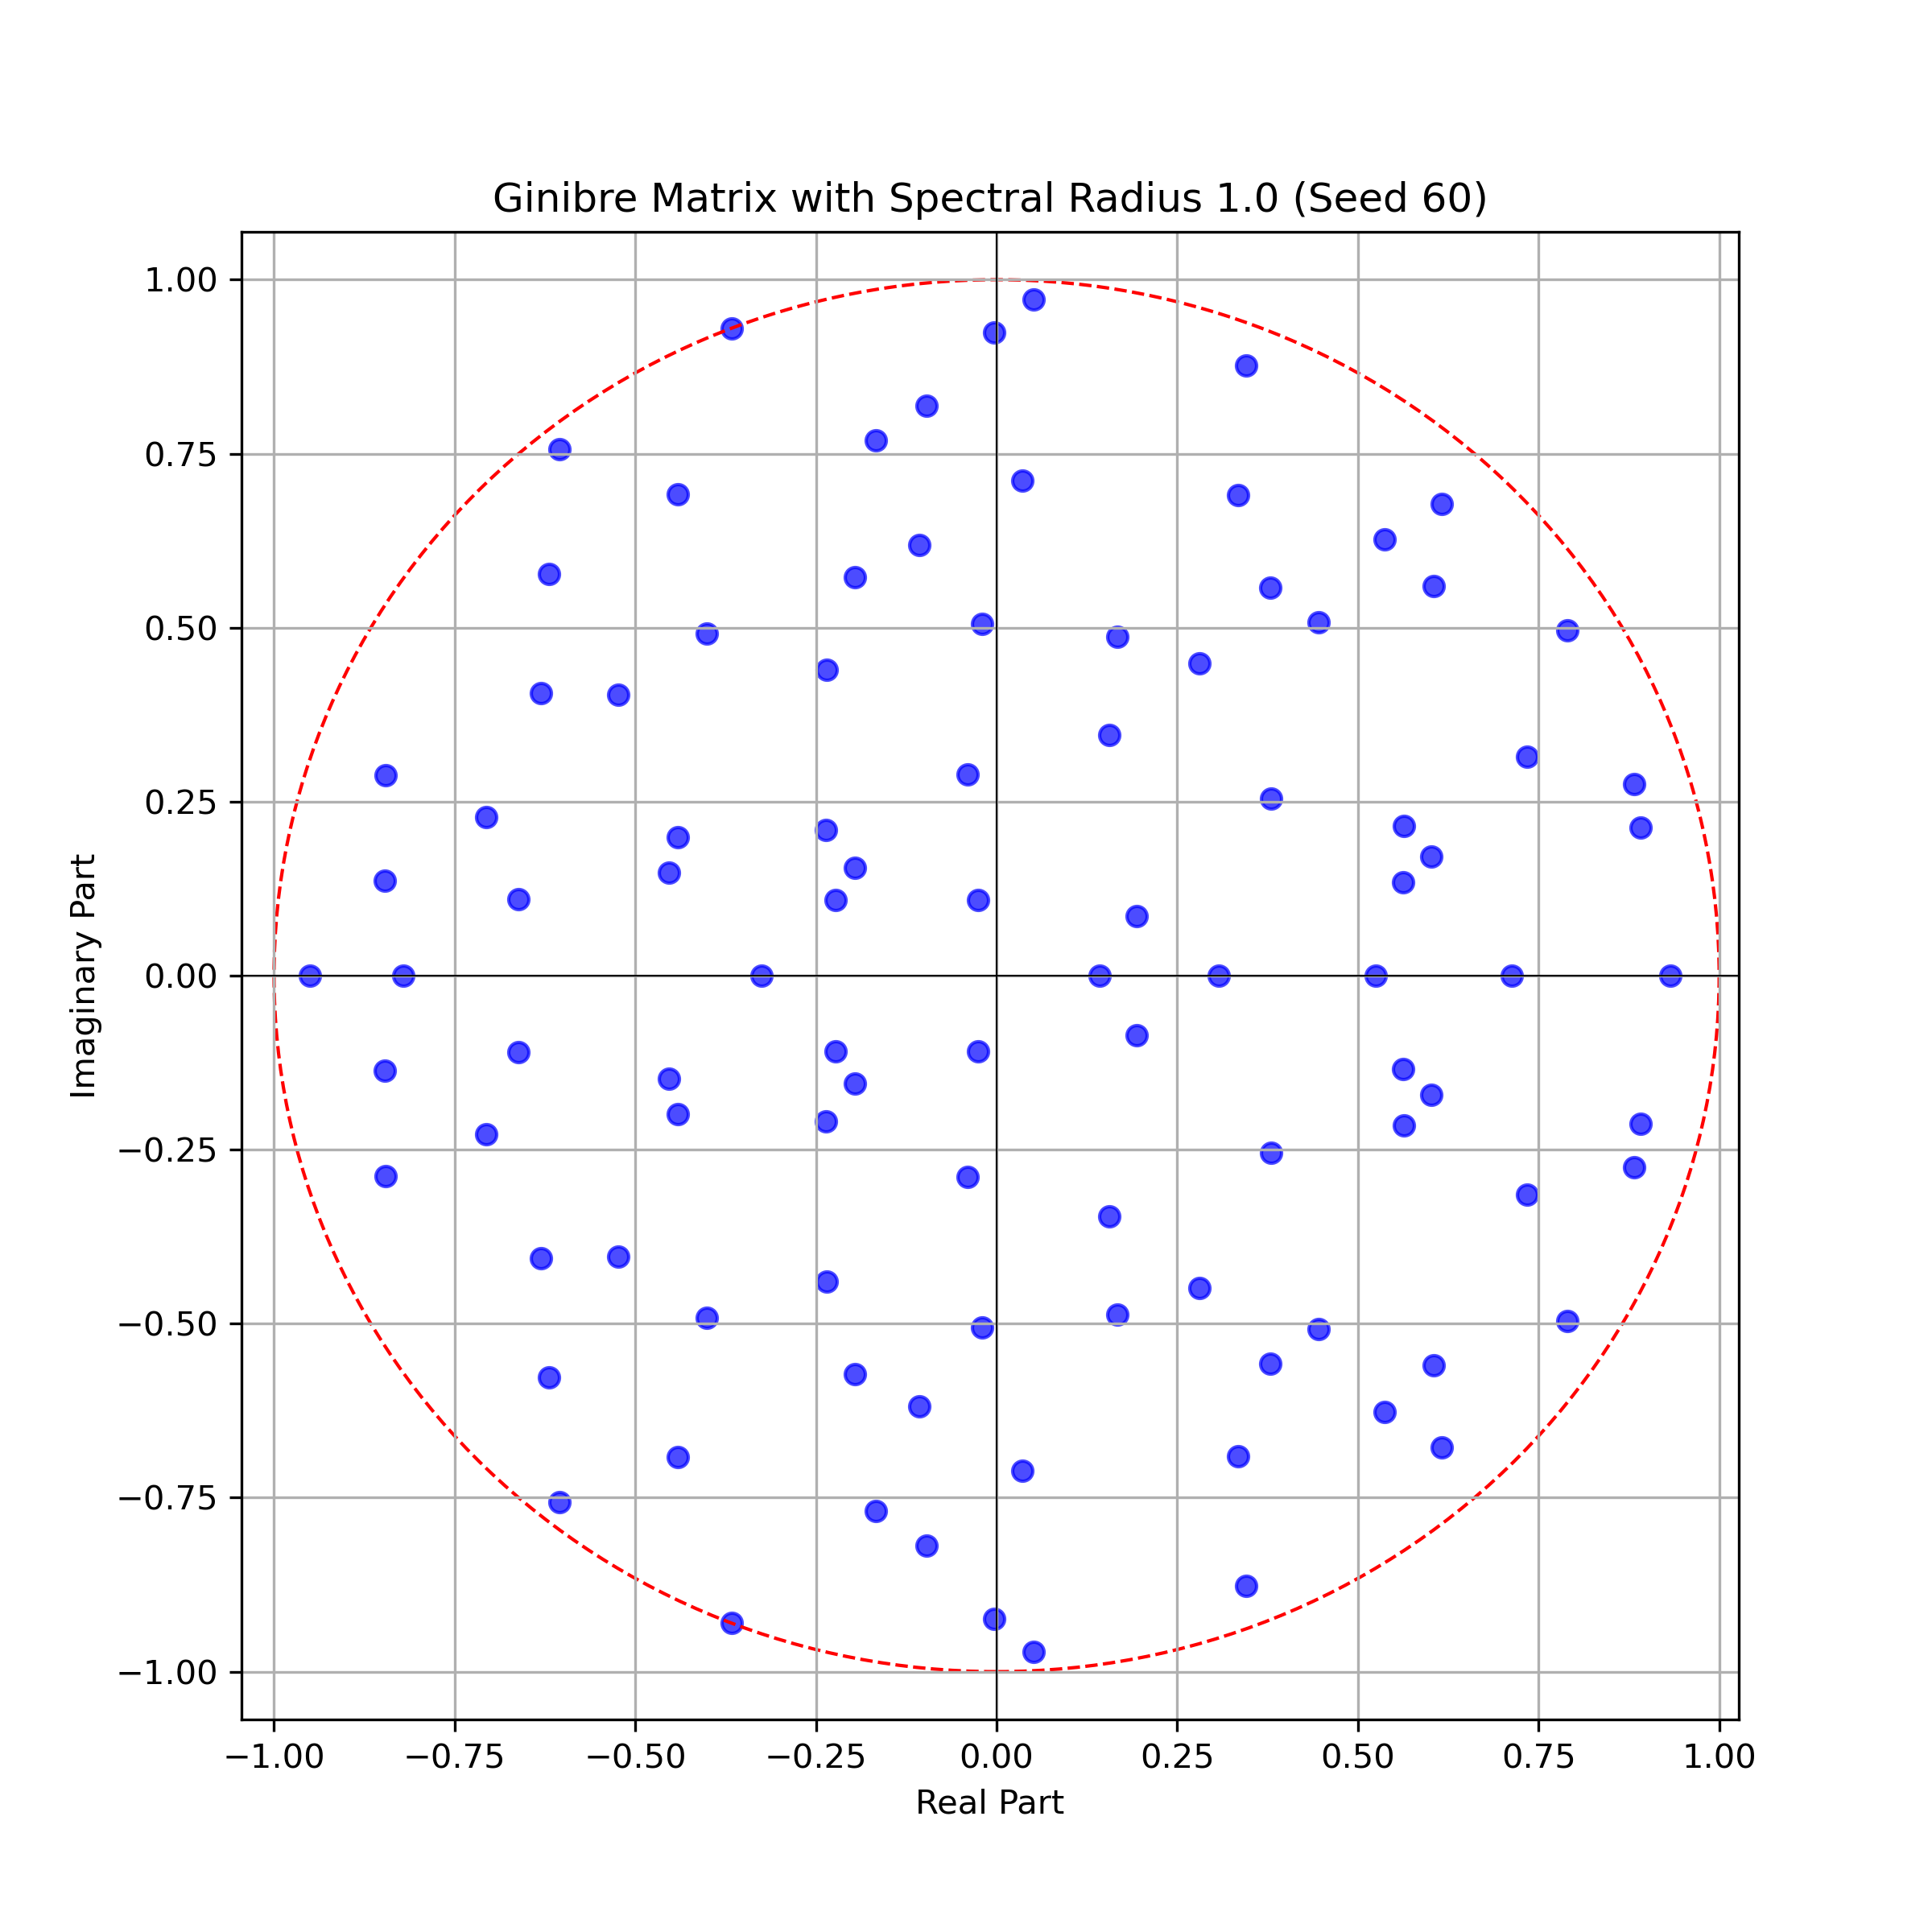 Ginibre Matrix with Spectral Radius 1.0 (Seed 60)
1.00
0.75
0.50
0.25
0.00
−0.25
−0.50
−0.75
−1.00
Imaginary Part
−1.00 −0.75 −0.50 −0.25 0.00 0.25 0.50 0.75 1.00
Real Part